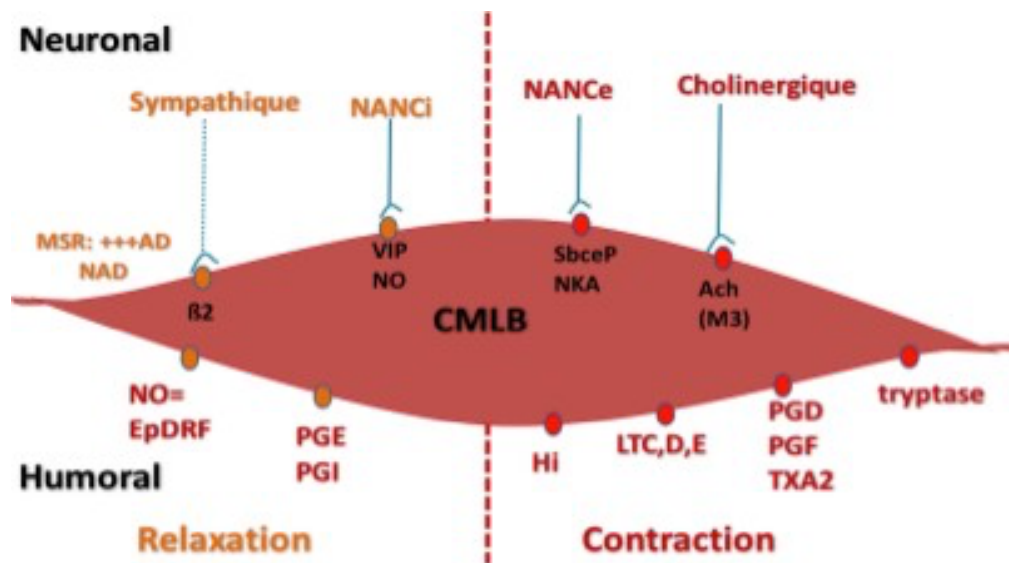 Neuronal
Sympathique
NANCi
NANCe
Cholinergique
MSR: +++AD
NAD
ß2
VIP
NO
SbceP
NKA
Ach
(M3)
CMLB
NO=
EpDRF
PGE
PGI
Hi
LTC,D,E
PGD
PGF
TXA2
tryptase
Humoral
Relaxation
Contraction